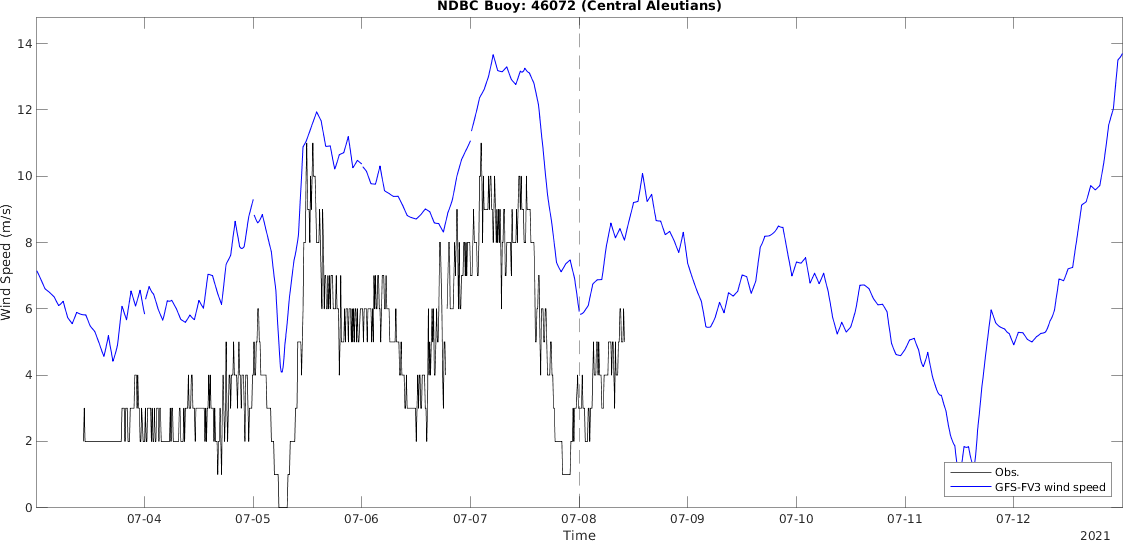 NDBC Buoy: 46072 (Central Aleutians)
Wind Speed (m/s)
14
12
10
8
6
4
2
0
07-04 07-05 07-06 07-07 07-08 07-09 07-10 07-11 07-12
Time
2021
Obs.
GFS-FV3 wind speed